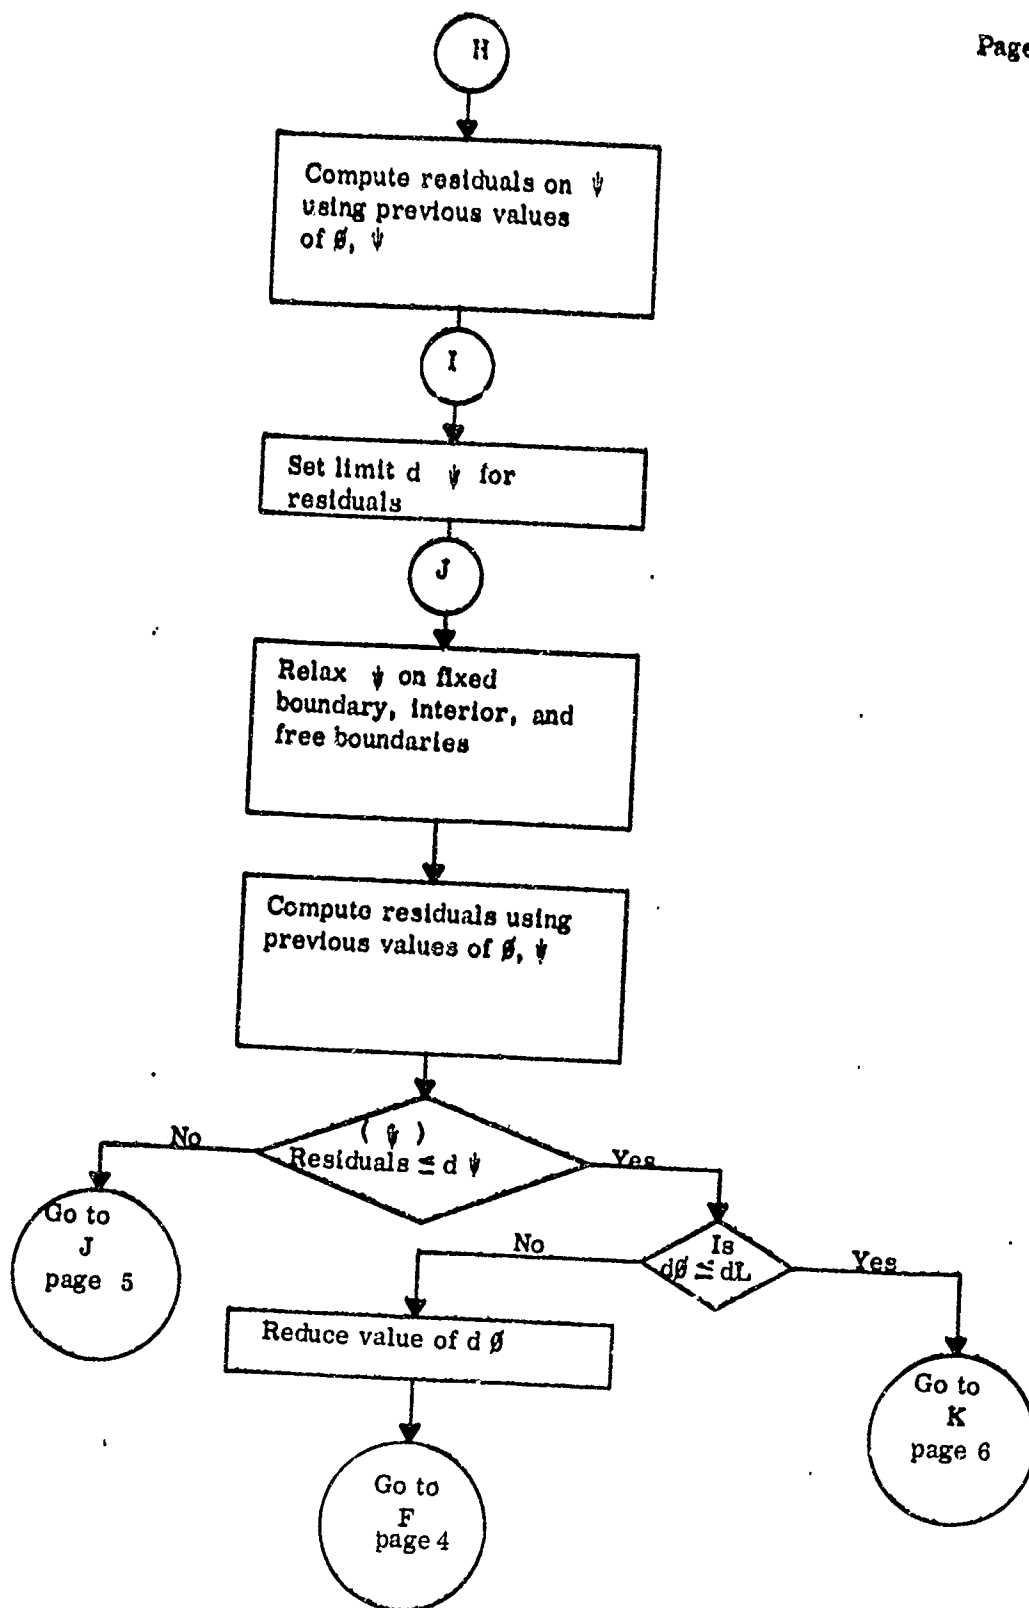 H
Page
Compute residuals on ψ
using previous values
of ø, ψ
I
Set limit d ψ for
residuals
J
Relax ψ on fixed
boundary, interior, and
free boundaries
Compute residuals using
previous values of ø, ψ
( ψ )
Residuals ≤ d ψ
No
Yes
Go to
J
page 5
Is
dø ≤ dL
No
Yes
Reduce value of d ø
Go to
K
page 6
Go to
F
page 4